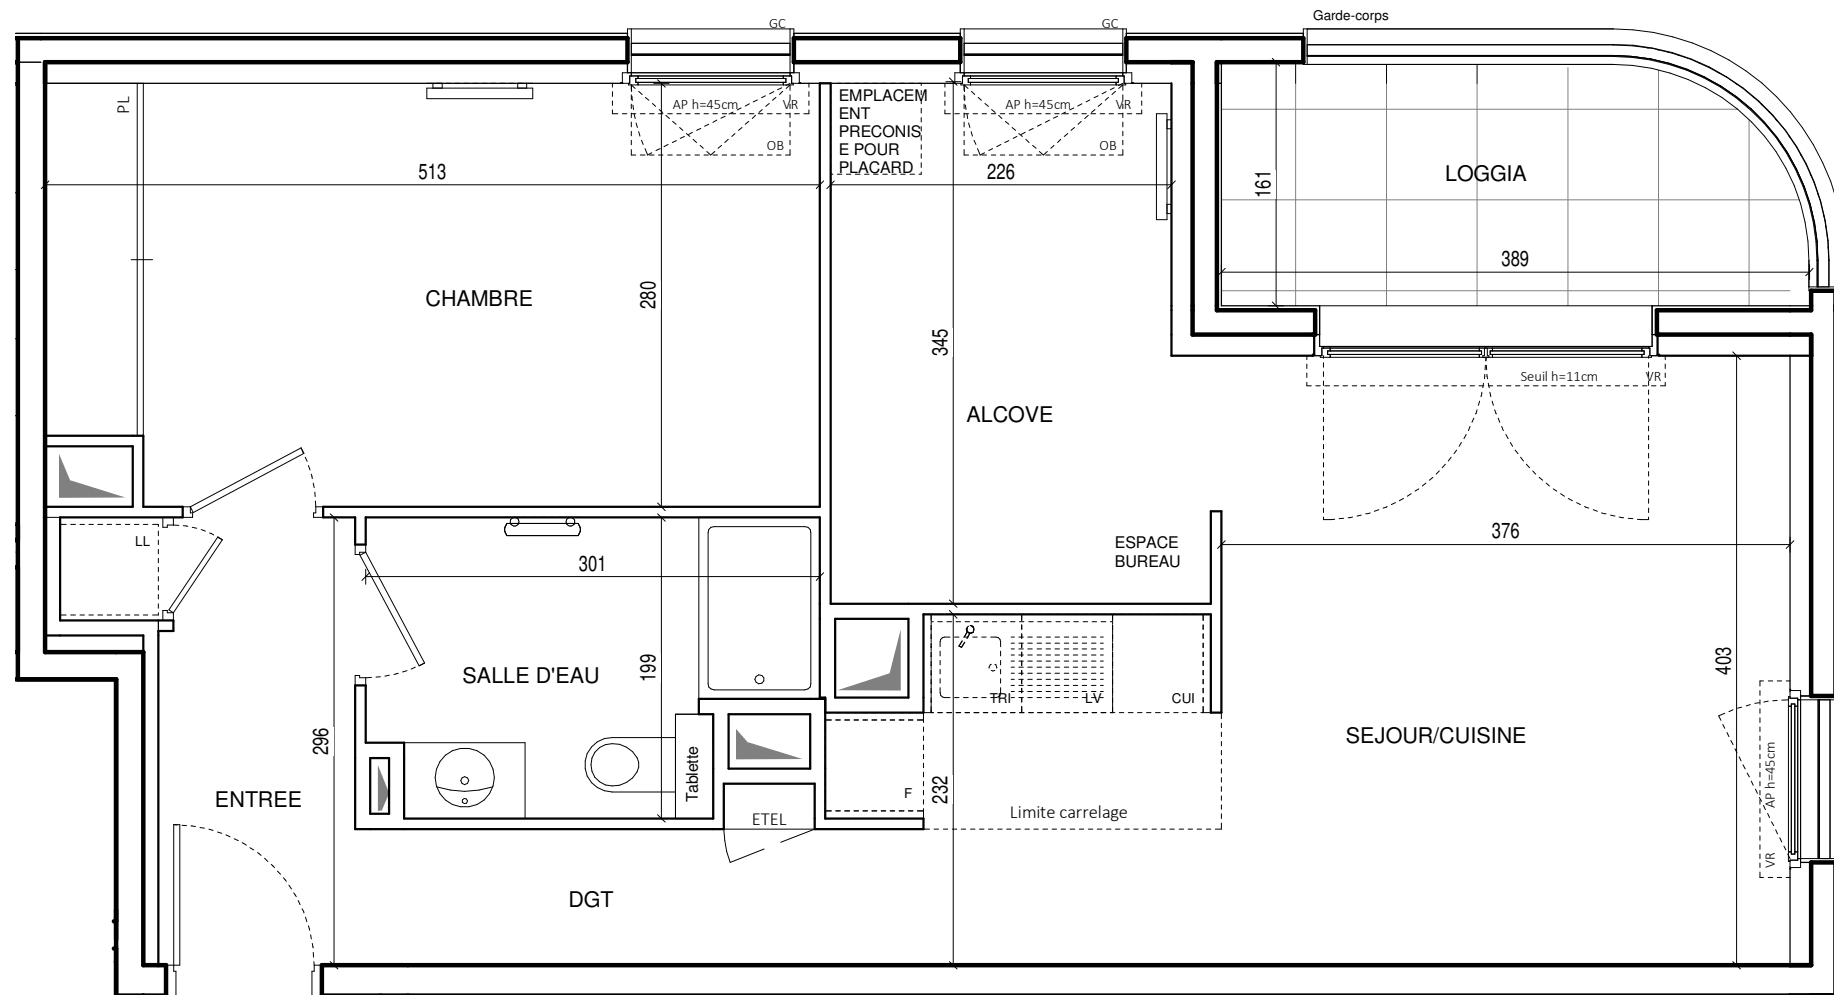 Garde-corps
GC
GC
PL
AP h=45cm
VR
OB
EMPLACEM
ENT
PRECONIS
E POUR
PLACARD
AP h=45cm
VR
OB
513
226
161
LOGGIA
389
CHAMBRE
280
345
Seuil h=11cm
VR
ALCOVE
LL
301
ESPACE
BUREAU
376
SALLE D'EAU
199
TRI
LV
CUI
403
296
SEJOUR/CUISINE
Tablette
AP h=45cm
VR
ENTREE
F
232
ETEL
Limite carrelage
DGT